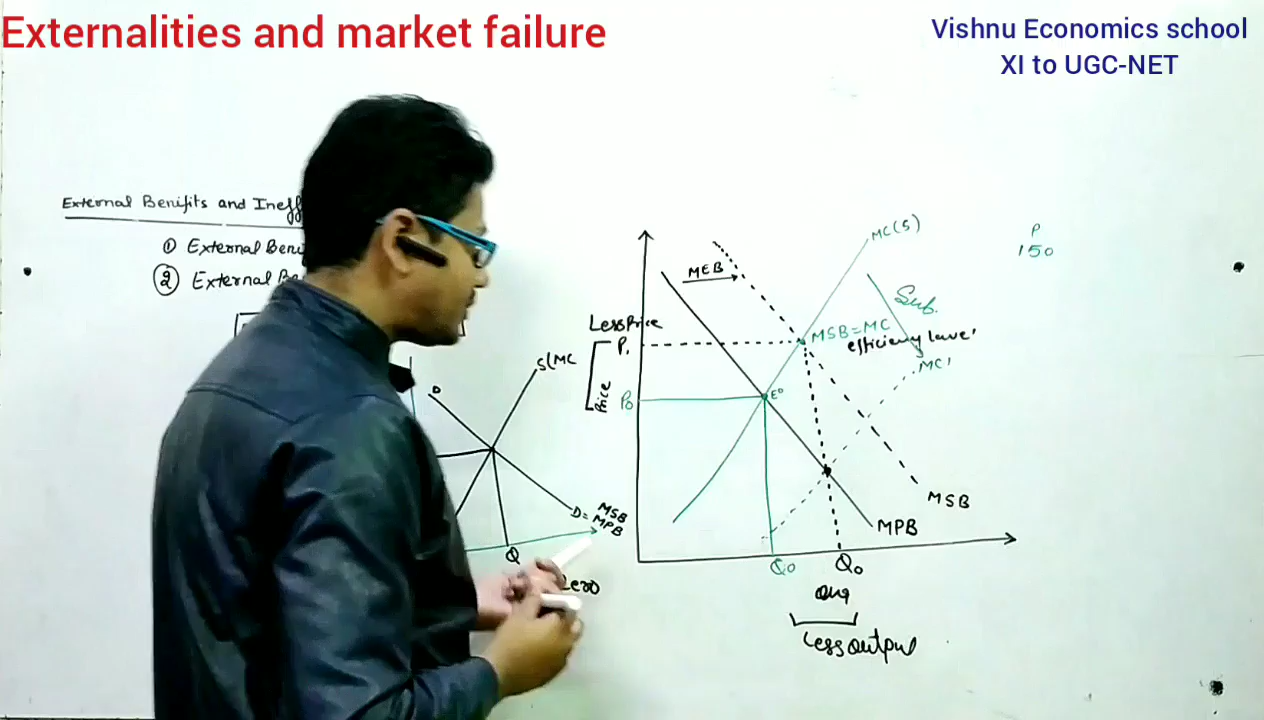 Externalities and market failure
Vishnu Economics school
XI to UGC-NET
External Benifits and Ineff
① External Beni
② External Be
D
S(MC
D = MSB
MPB
Q
Zero
MEB
MC(S)
P
150
Sub.
Less Price
P₁
Price
P₀
MSB=MC
efficiency
MC'
E⁰
MSB
MPB
Q₀
Q₀
Less output